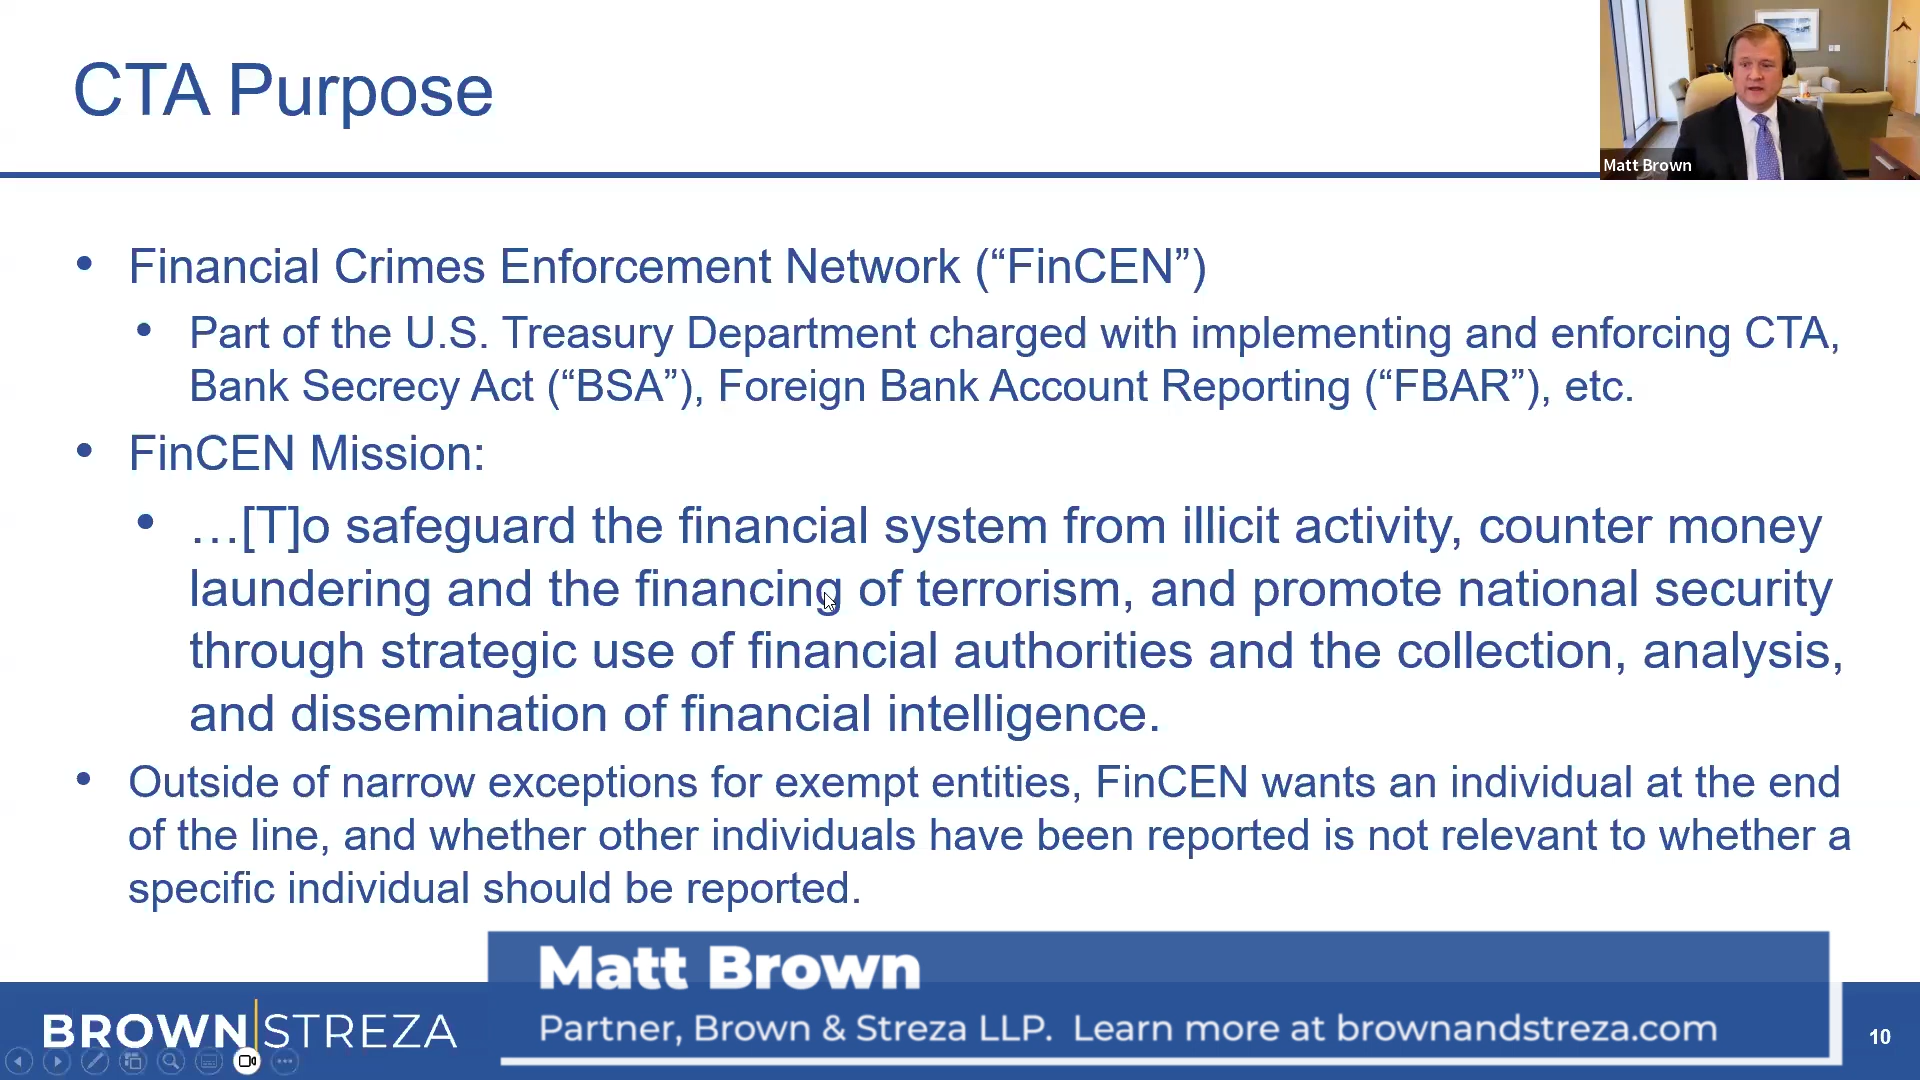 CTA Purpose
Matt Brown
• Financial Crimes Enforcement Network (“FinCEN”)
• Part of the U.S. Treasury Department charged with implementing and enforcing CTA,
Bank Secrecy Act (“BSA”), Foreign Bank Account Reporting (“FBAR”), etc.
• FinCEN Mission:
• …[T]o safeguard the financial system from illicit activity, counter money
laundering and the financing of terrorism, and promote national security
through strategic use of financial authorities and the collection, analysis,
and dissemination of financial intelligence.
• Outside of narrow exceptions for exempt entities, FinCEN wants an individual at the end
of the line, and whether other individuals have been reported is not relevant to whether a
specific individual should be reported.
Matt Brown
Partner, Brown & Streza LLP. Learn more at brownandstreza.com
BROWN|STREZA
10